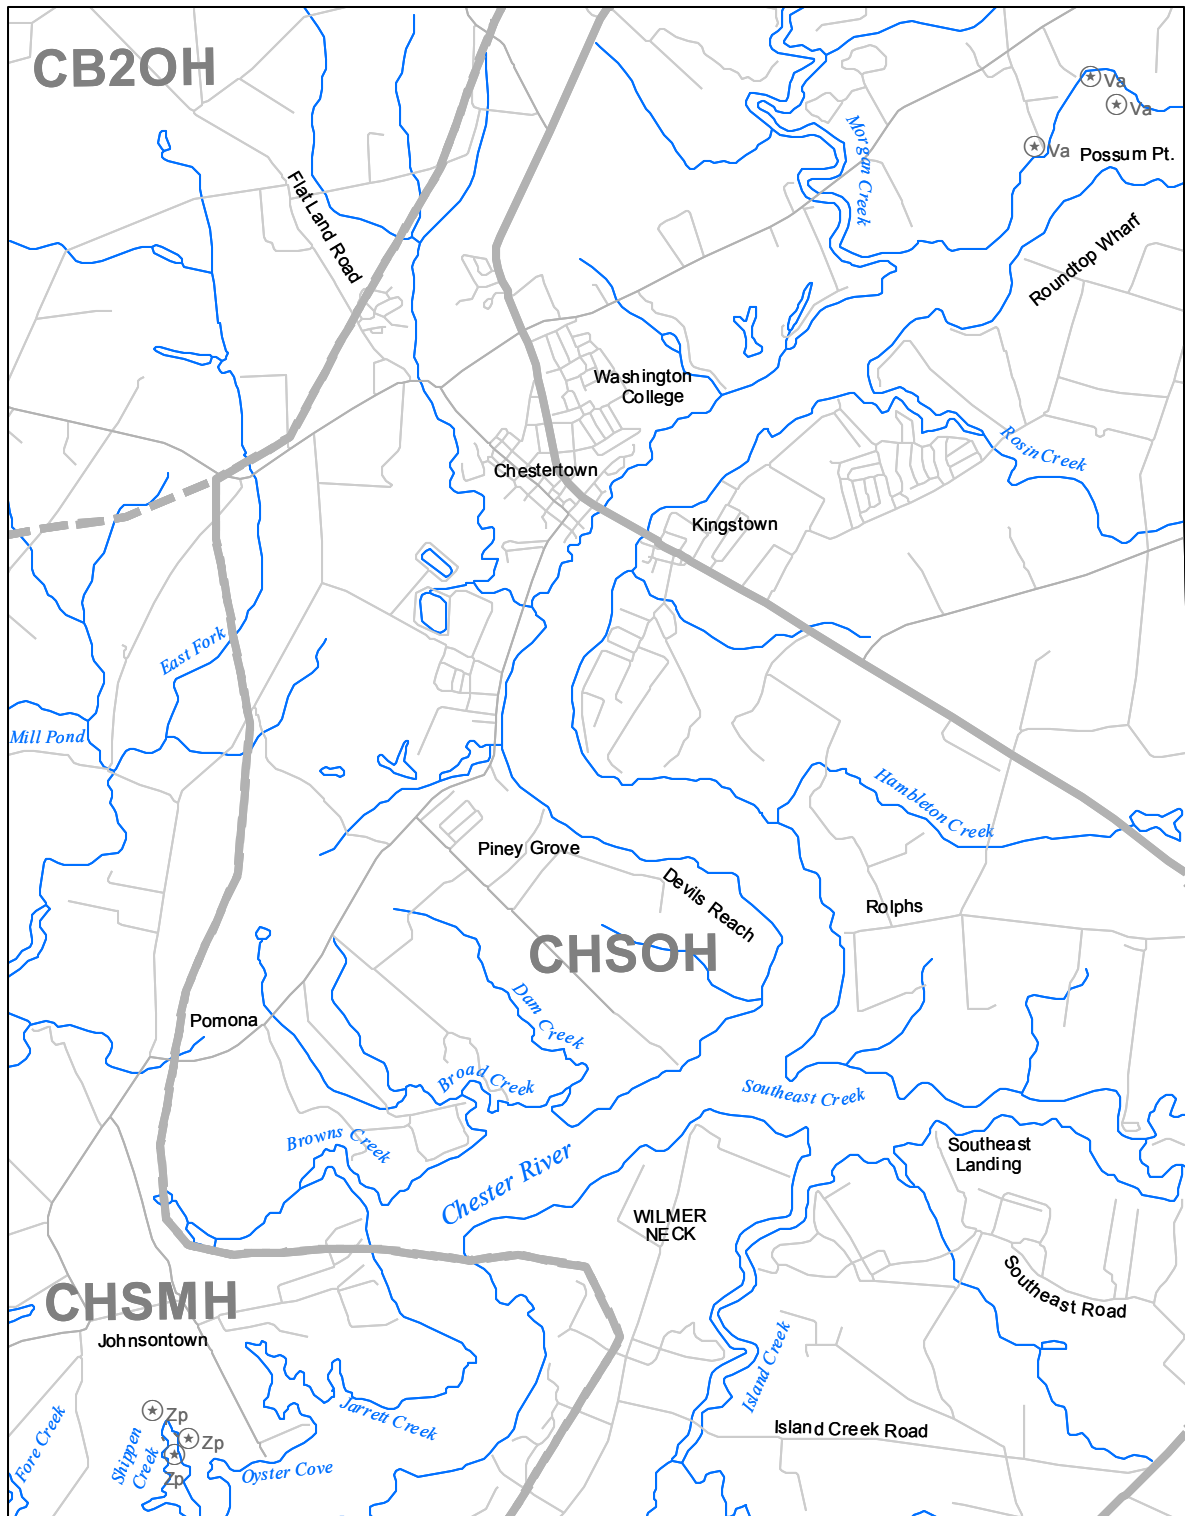 CB2OH
Va
Va
Va
Possum Pt.
Morgan Creek
Flat Land Road
Roundtop Wharf
Washington
College
Rosin Creek
Chestertown
Kingstown
East Fork
Mill Pond
Hambleton Creek
Piney Grove
Devils Reach
Rolphs
CHSOH
Dam Creek
Pomona
Broad Creek
Southeast Creek
Browns Creek
Southeast
Landing
Chester River
WILMER
NECK
Southeast Road
CHSMH
Johnsontown
Island Creek
Jarrett Creek
Zp
Zp
Zp
Fore Creek
Shippen
Creek
Oyster Cove
Island Creek Road